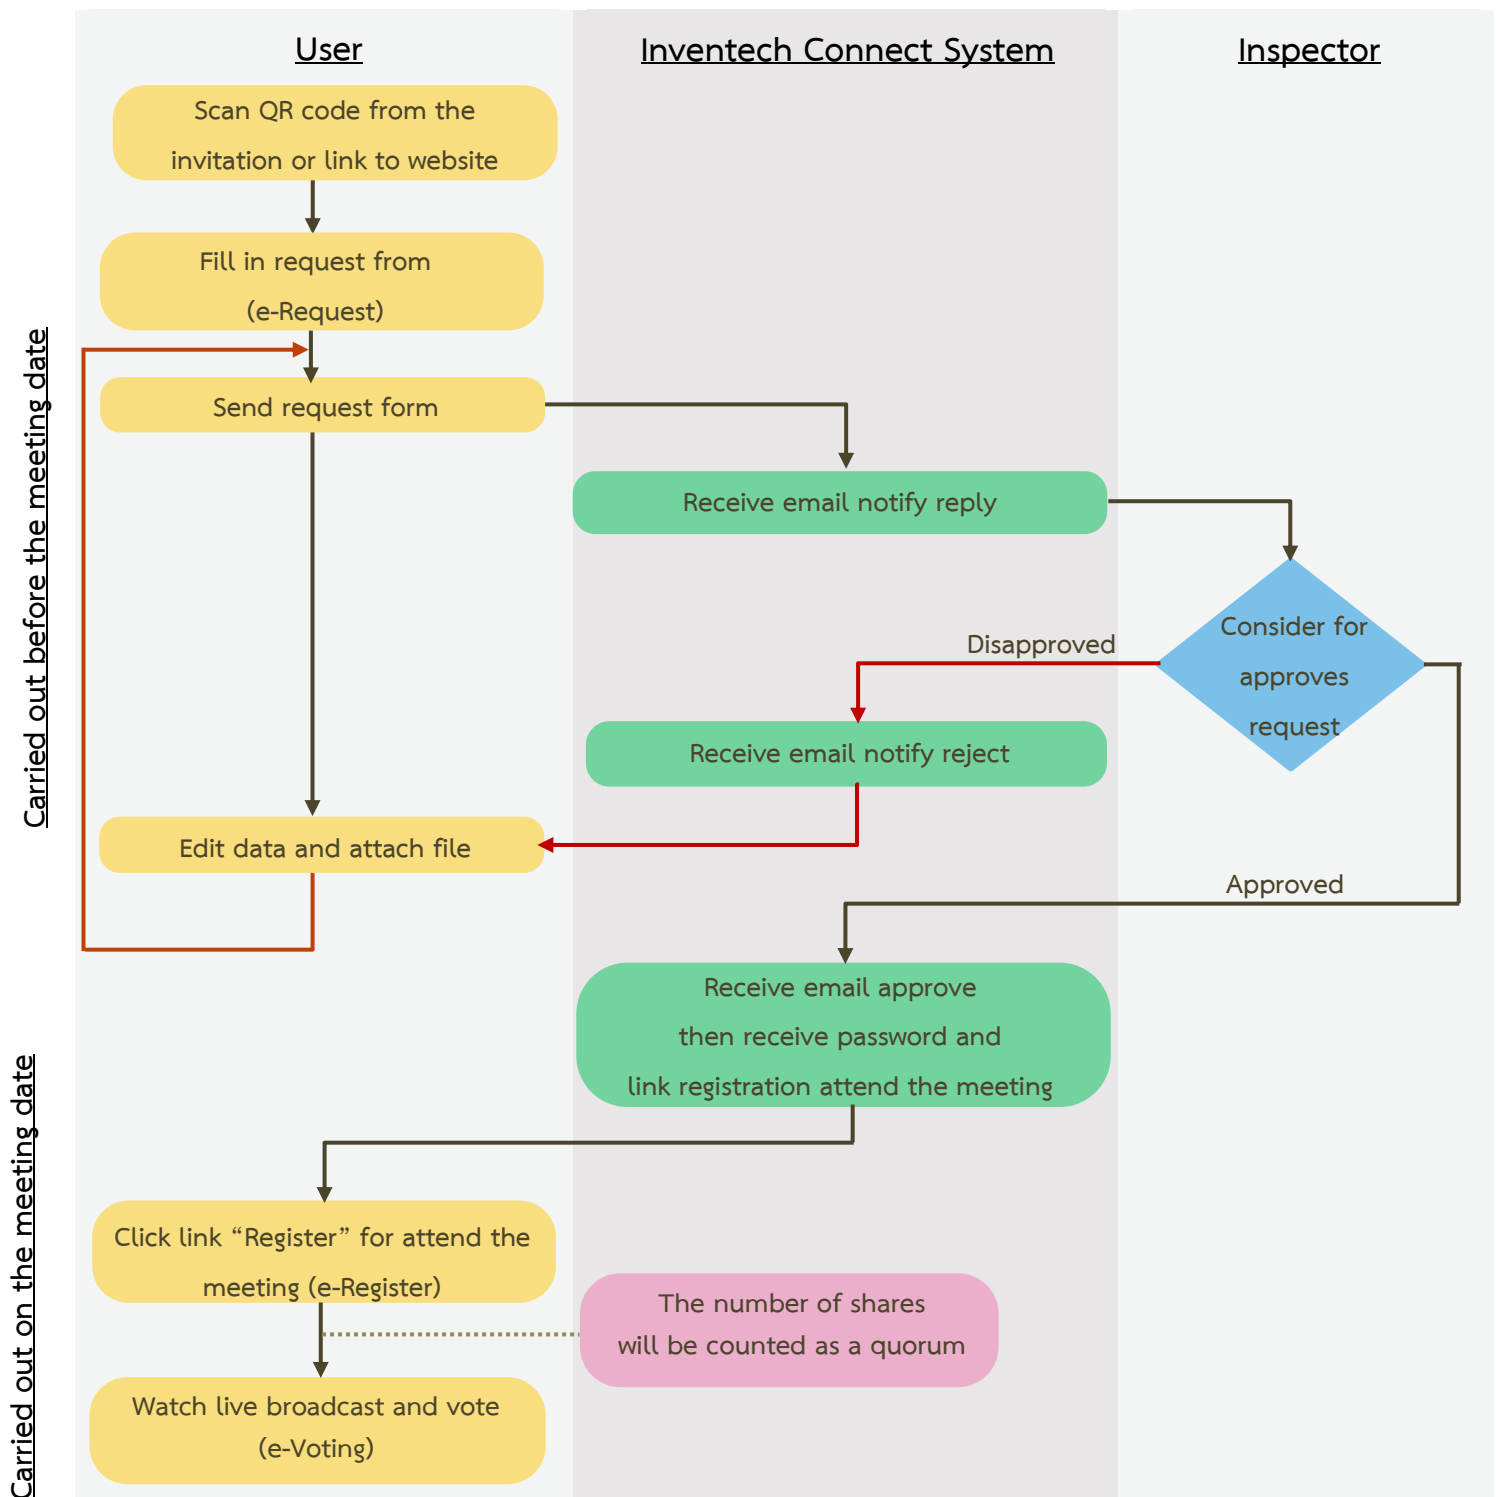 User
Inventech Connect System
Inspector
Scan QR code from the
invitation or link to website
Fill in request from
(e-Request)
Send request form
Receive email notify reply
Consider for
approves
request
Disapproved
Receive email notify reject
Edit data and attach file
Approved
Receive email approve
then receive password and
link registration attend the meeting
Click link “Register” for attend the
meeting (e-Register)
The number of shares
will be counted as a quorum
Watch live broadcast and vote
(e-Voting)
Carried out before the meeting date
Carried out on the meeting date